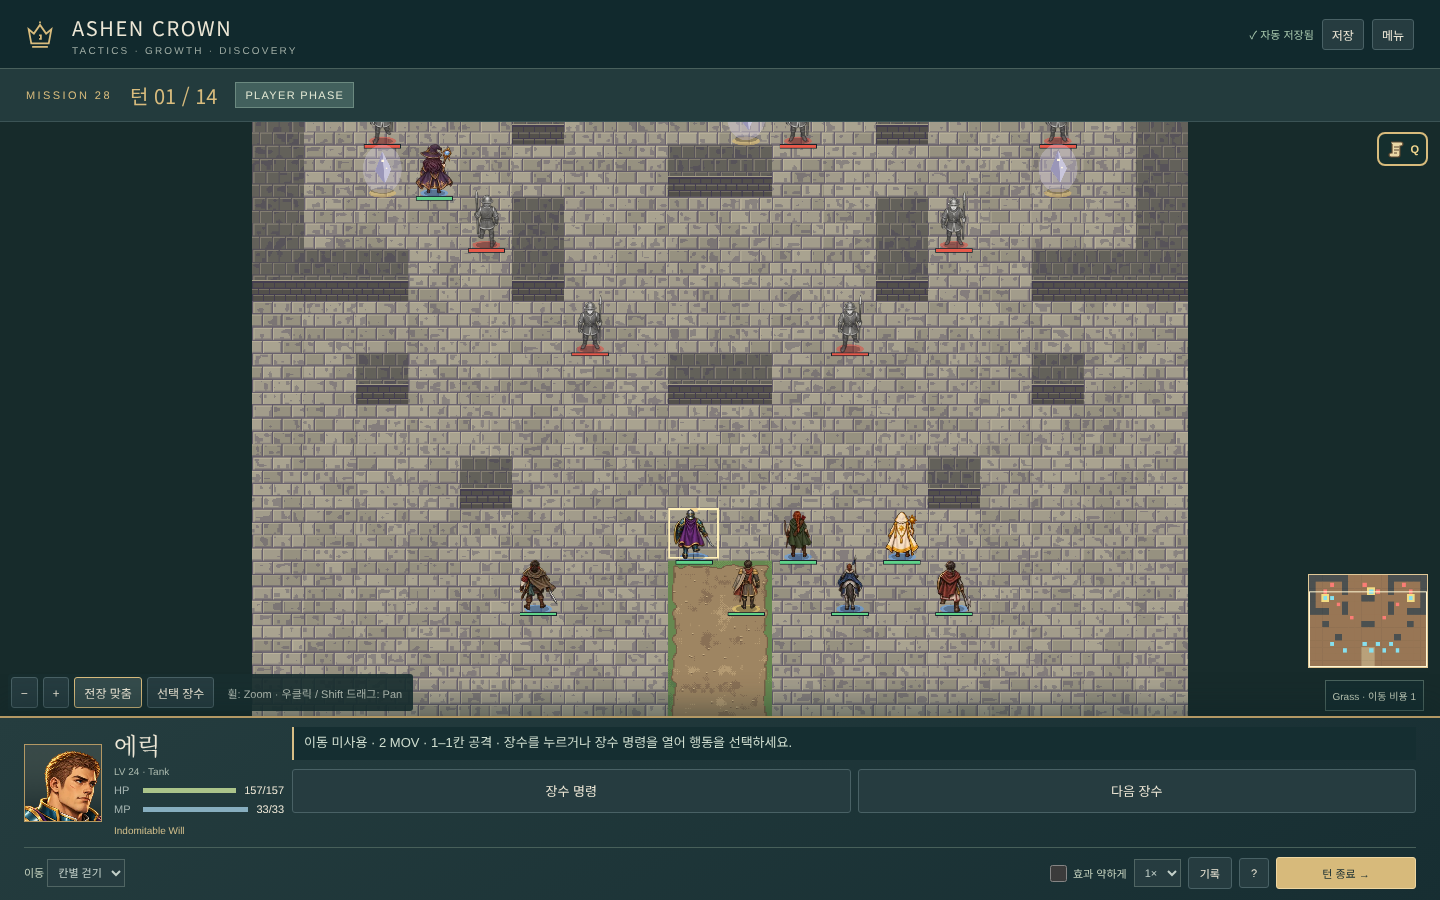 ASHEN CROWN
TACTICS · GROWTH · DISCOVERY
✓ 자동 저장됨
저장
메뉴
MISSION 28
턴 01 / 14
PLAYER PHASE
Q
−
+
전장 맞춤
선택 장수
휠: Zoom · 우클릭 / Shift 드래그: Pan
Grass · 이동 비용 1
에릭
LV 24 · Tank
HP 157/157
MP 33/33
Indomitable Will
이동 미사용 · 2 MOV · 1–1칸 공격 · 장수를 누르거나 장수 명령을 열어 행동을 선택하세요.
장수 명령
다음 장수
이동
칸별 걷기
효과 약하게
1×
기록
?
턴 종료 →